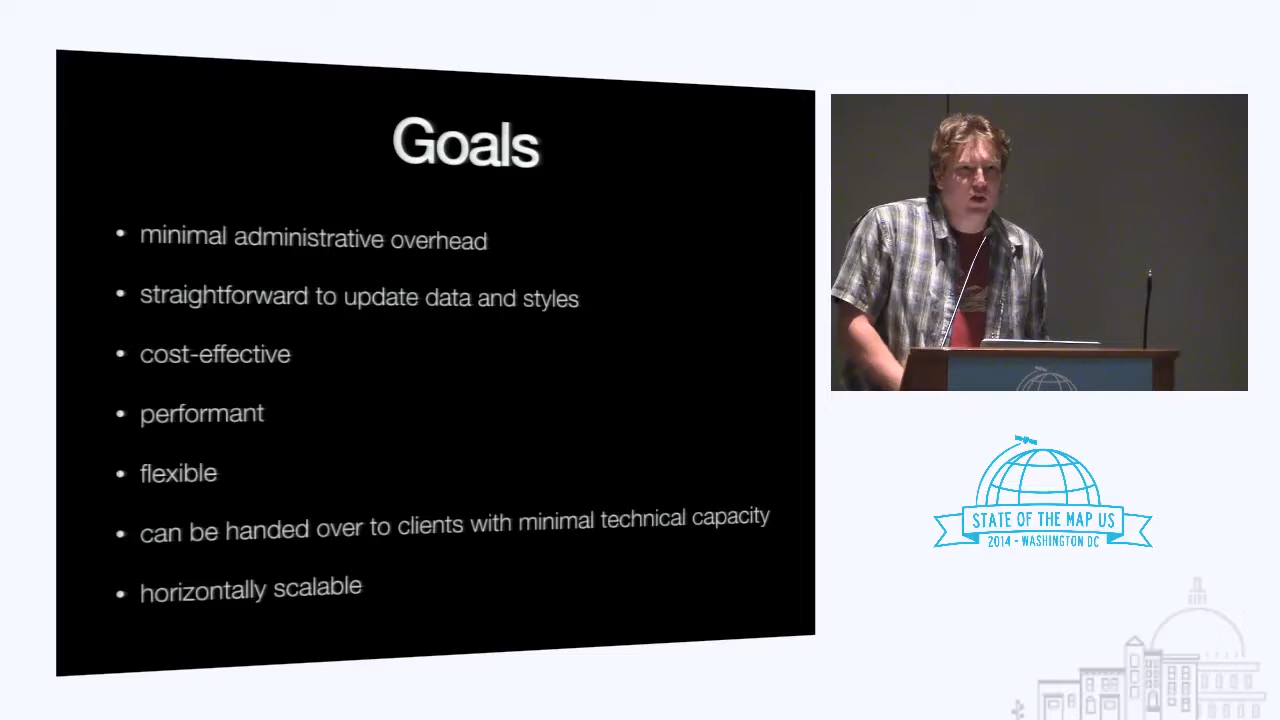 Goals
• minimal administrative overhead
• straightforward to update data and styles
• cost-effective
• performant
• flexible
• can be handed over to clients with minimal technical capacity
• horizontally scalable
STATE OF THE MAP US
2014 - WASHINGTON DC